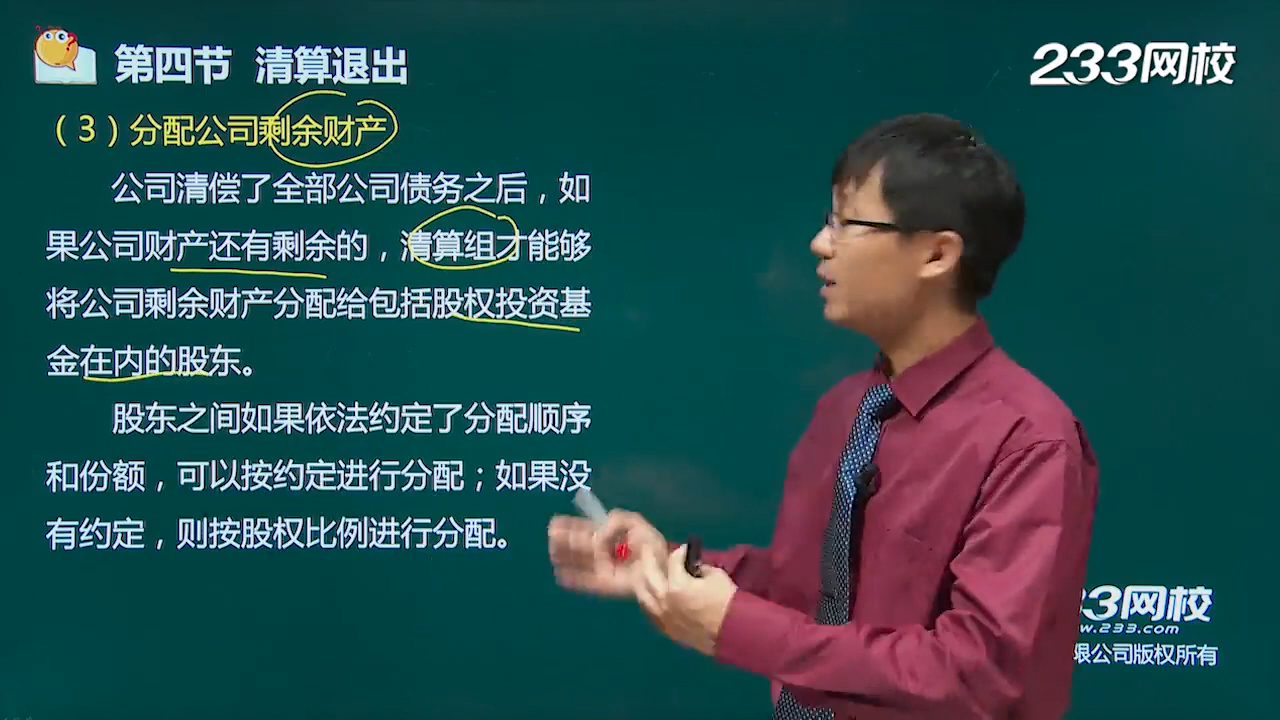 第四节 清算退出
233网校
（3）分配公司剩余财产
公司清偿了全部公司债务之后，如
果公司财产还有剩余的，清算组才能够
将公司剩余财产分配给包括股权投资基
金在内的股东。
股东之间如果依法约定了分配顺序
和份额，可以按约定进行分配；如果没
有约定，则按股权比例进行分配。
33网校
w.233.com
限公司版权所有